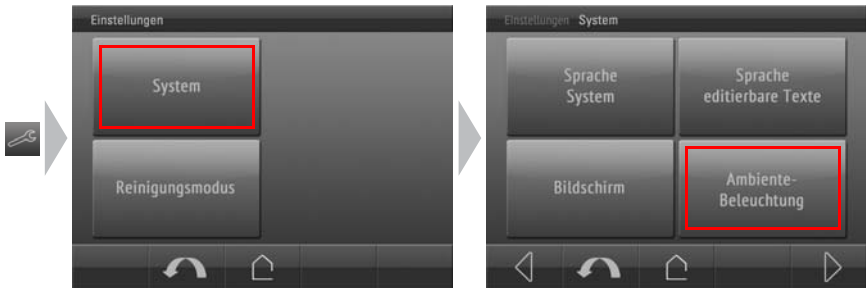 Einstellungen
System
Reinigungsmodus
Einstellungen System
Sprache
System
Sprache
editierbare Texte
Bildschirm
Ambiente-
Beleuchtung